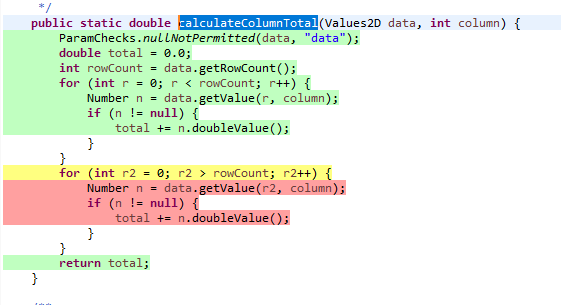 */
public static double calculateColumnTotal(Values2D data, int column) {
ParamChecks.nullNotPermitted(data, "data");
double total = 0.0;
int rowCount = data.getRowCount();
for (int r = 0; r < rowCount; r++) {
Number n = data.getValue(r, column);
if (n != null) {
total += n.doubleValue();
}
}
for (int r2 = 0; r2 > rowCount; r2++) {
Number n = data.getValue(r2, column);
if (n != null) {
total += n.doubleValue();
}
}
return total;
}
/**